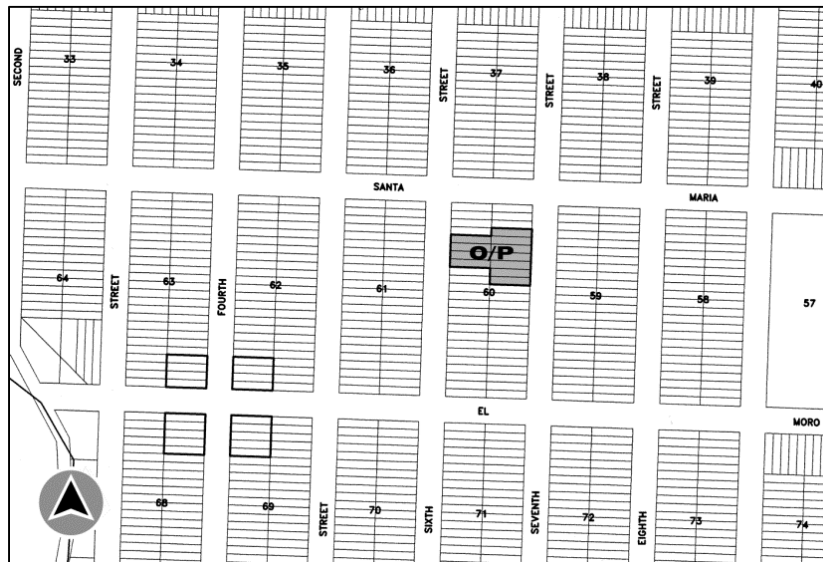 SECOND
33
34
35
36
STREET
37
STREET
38
STREET
39
40
SANTA
MARIA
64
STREET
63
FOURTH
62
61
O/P
60
59
58
57
EL
MORO
68
69
STREET
70
SIXTH
71
SEVENTH
72
EIGHTH
73
74